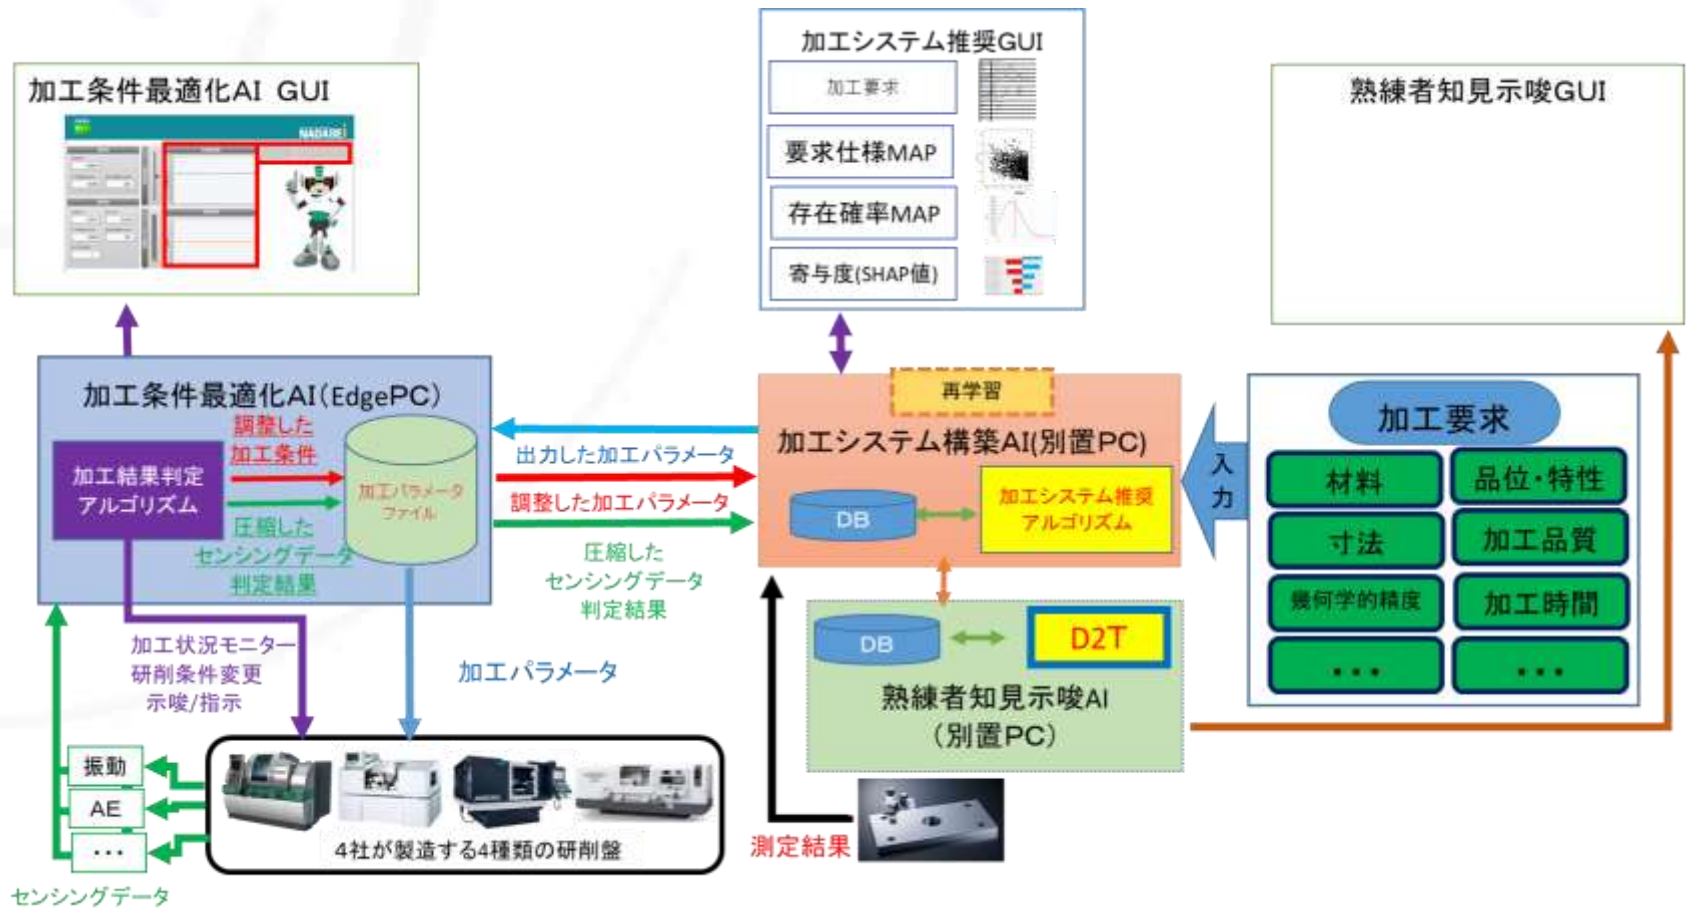 加工条件最適化AI GUI
NAGASEi
加工システム推奨GUI
加工要求
要求仕様MAP
存在確率MAP
寄与度(SHAP値)
熟練者知見示唆GUI
加工条件最適化AI(EdgePC)
調整した
加工条件
加工結果判定
アルゴリズム
圧縮した
センシングデータ
判定結果
加工パラメータ
ファイル
出力した加工パラメータ
調整した加工パラメータ
圧縮した
センシングデータ
判定結果
再学習
加工システム構築AI(別置PC)
DB
加工システム推奨
アルゴリズム
入
力
加工要求
材料
品位・特性
寸法
加工品質
幾何学的精度
加工時間
・・・
・・・
DB
D2T
熟練者知見示唆AI
(別置PC)
加工状況モニター
研削条件変更
示唆/指示
加工パラメータ
振動
AE
・・・
センシングデータ
4社が製造する4種類の研削盤
測定結果